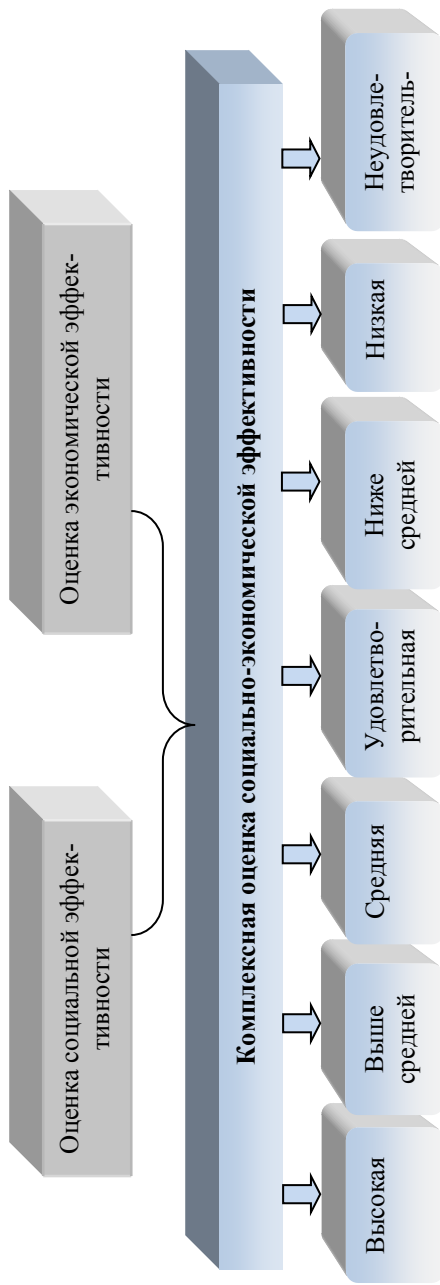 Оценка социальной эффек-
тивности
Оценка экономической эффек-
тивности
Комплексная оценка социально-экономической эффективности
Высокая
Выше
средней
Средняя
Удовлетво-
рительная
Ниже
средней
Низкая
Неудовле-
творитель-